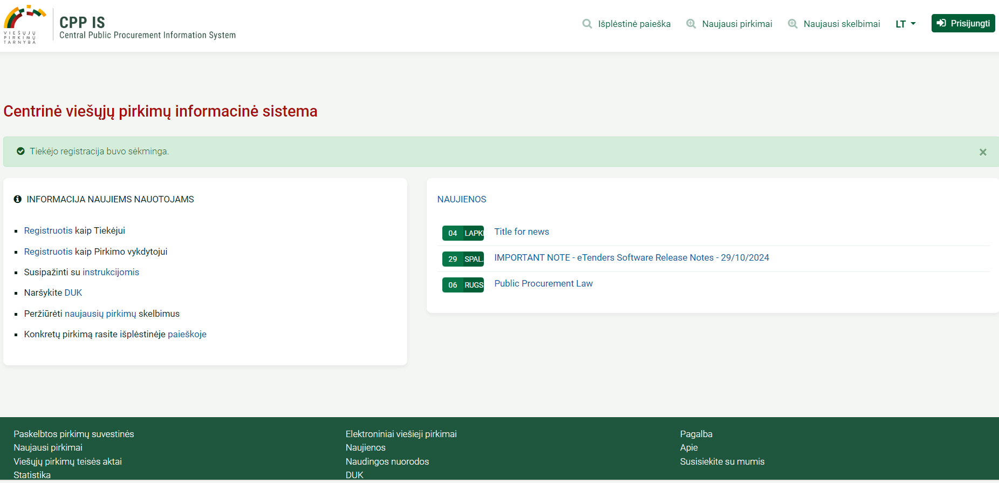 VIEŠŲJŲ
PIRKIMŲ
TARNYBA
CPP IS
Central Public Procurement Information System
Išplėstinė paieška
Naujausi pirkimai
Naujausi skelbimai
LT
Prisijungti
Centrinė viešųjų pirkimų informacinė sistema
Tiekėjo registracija buvo sėkminga.
×
INFORMACIJA NAUJIEMS NAUOTOJAMS
Registruotis kaip Tiekėjui
Registruotis kaip Pirkimo vykdytojui
Susipažinti su instrukcijomis
Naršykite DUK
Peržiūrėti naujausių pirkimų skelbimus
Konkretų pirkimą rasite išplėstinėje paieškoje
NAUJIENOS
04 LAPKI Title for news
29 SPAL. IMPORTANT NOTE - eTenders Software Release Notes - 29/10/2024
06 RUGS Public Procurement Law
Paskelbtos pirkimų suvestinės
Naujausi pirkimai
Viešųjų pirkimų teisės aktai
Statistika
Elektroniniai viešieji pirkimai
Naujienos
Naudingos nuorodos
DUK
Pagalba
Apie
Susisiekite su mumis